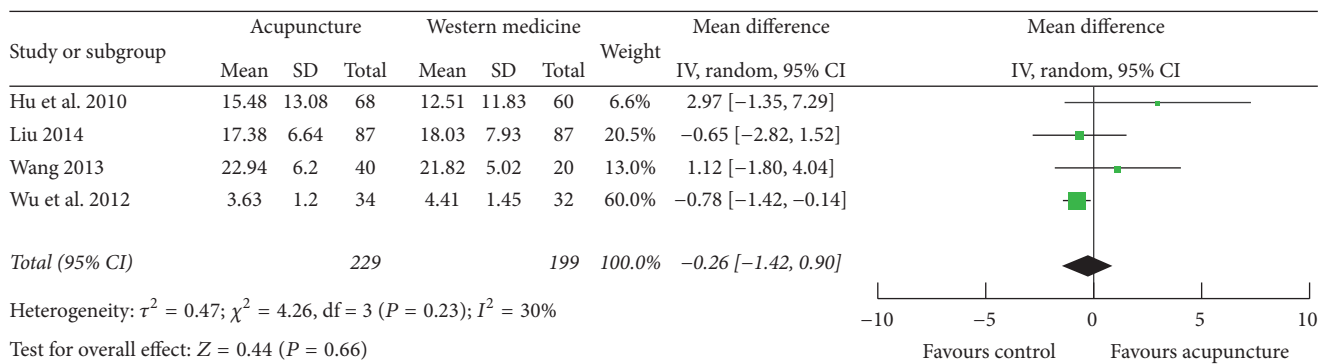 Study or subgroup Acupuncture Western medicine Weight Mean difference Mean difference
Mean SD Total Mean SD Total IV, random, 95% CI IV, random, 95% CI
Hu et al. 2010 15.48 13.08 68 12.51 11.83 60 6.6% 2.97 [−1.35, 7.29]
Liu 2014 17.38 6.64 87 18.03 7.93 87 20.5% −0.65 [−2.82, 1.52]
Wang 2013 22.94 6.2 40 21.82 5.02 20 13.0% 1.12 [−1.80, 4.04]
Wu et al. 2012 3.63 1.2 34 4.41 1.45 32 60.0% −0.78 [−1.42, −0.14]
Total (95% CI) 229 199 100.0% −0.26 [−1.42, 0.90]
Heterogeneity: τ² = 0.47; χ² = 4.26, df = 3 (P = 0.23); I² = 30%
−10 −5 0 5 10
Test for overall effect: Z = 0.44 (P = 0.66)
Favours control Favours acupuncture